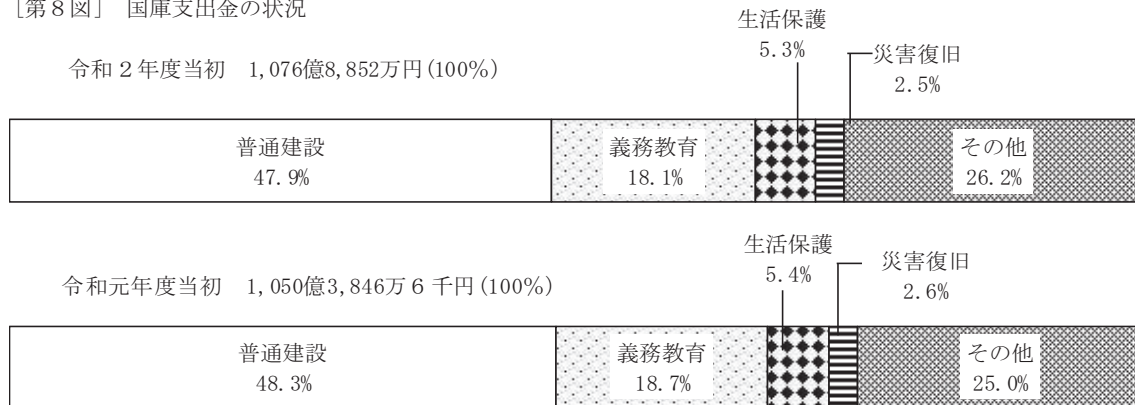 ［第８図］ 国庫支出金の状況
令和２年度当初 1,076億8,852万円(100%)
生活保護
5.3%
災害復旧
2.5%
普通建設
47.9%
義務教育
18.1%
その他
26.2%
令和元年度当初 1,050億3,846万６千円(100%)
生活保護
5.4%
災害復旧
2.6%
普通建設
48.3%
義務教育
18.7%
その他
25.0%